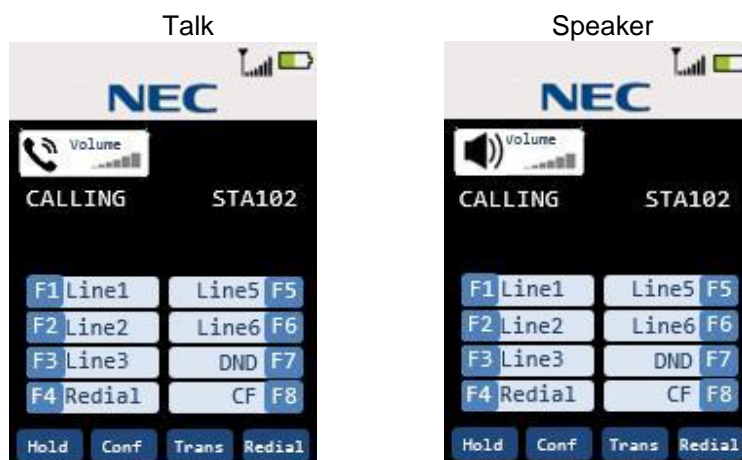 Talk
NEC
Volume
CALLING STA102
F1 Line1 Line5 F5
F2 Line2 Line6 F6
F3 Line3 DND F7
F4 Redial CF F8
Hold Conf Trans Redial
Speaker
NEC
Volume
CALLING STA102
F1 Line1 Line5 F5
F2 Line2 Line6 F6
F3 Line3 DND F7
F4 Redial CF F8
Hold Conf Trans Redial